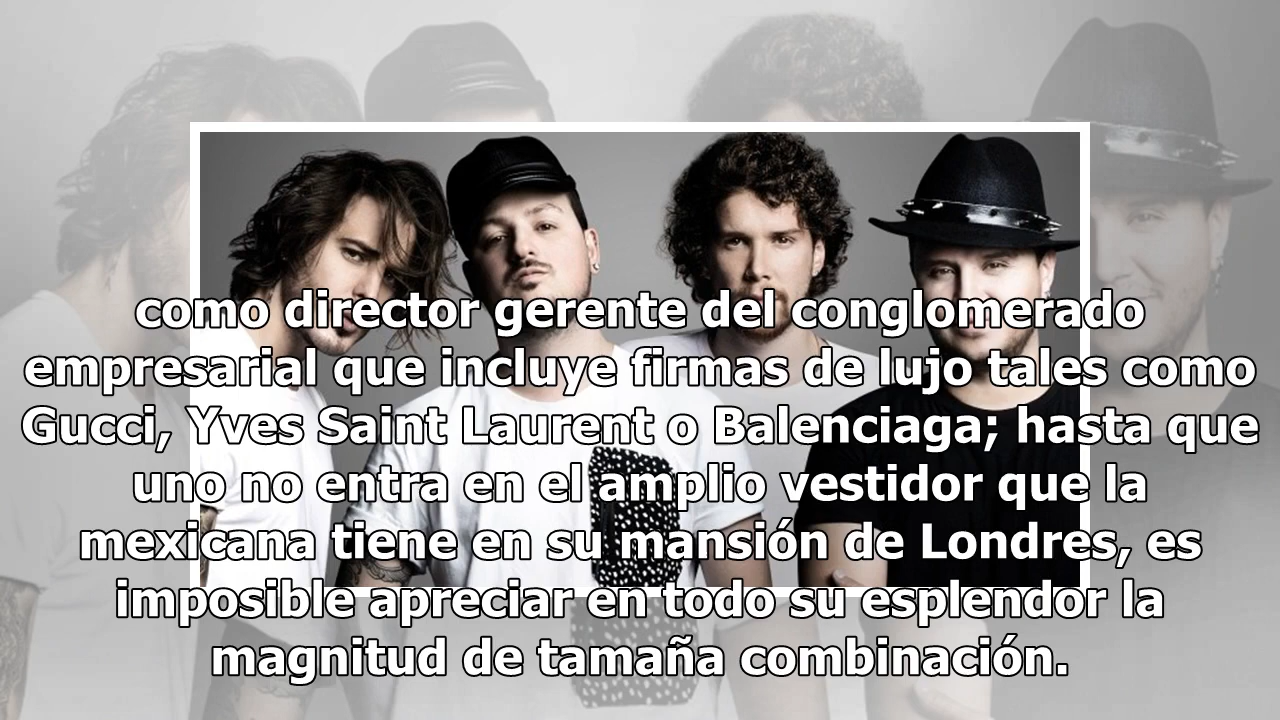 como director gerente del conglomerado
empresarial que incluye firmas de lujo tales como
Gucci, Yves Saint Laurent o Balenciaga; hasta que
uno no entra en el amplio vestidor que la
mexicana tiene en su mansión de Londres, es
imposible apreciar en todo su esplendor la
magnitud de tamaña combinación.